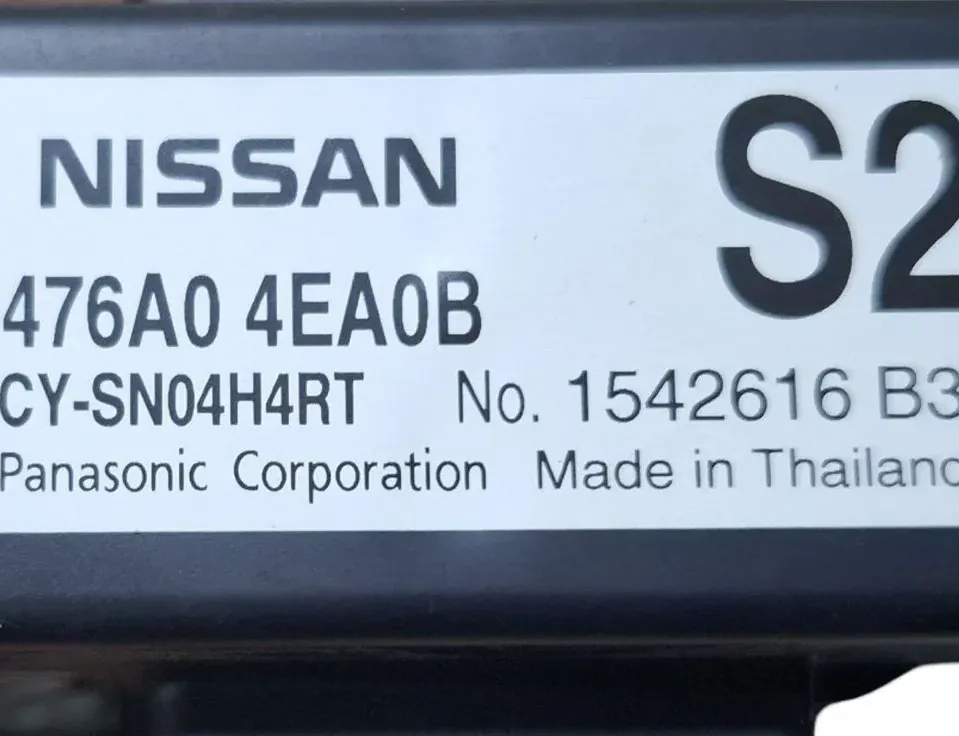 NISSAN S2
476A0 4EA0B
CY-SN04H4RT No. 1542616 B3
Panasonic Corporation Made in Thailand